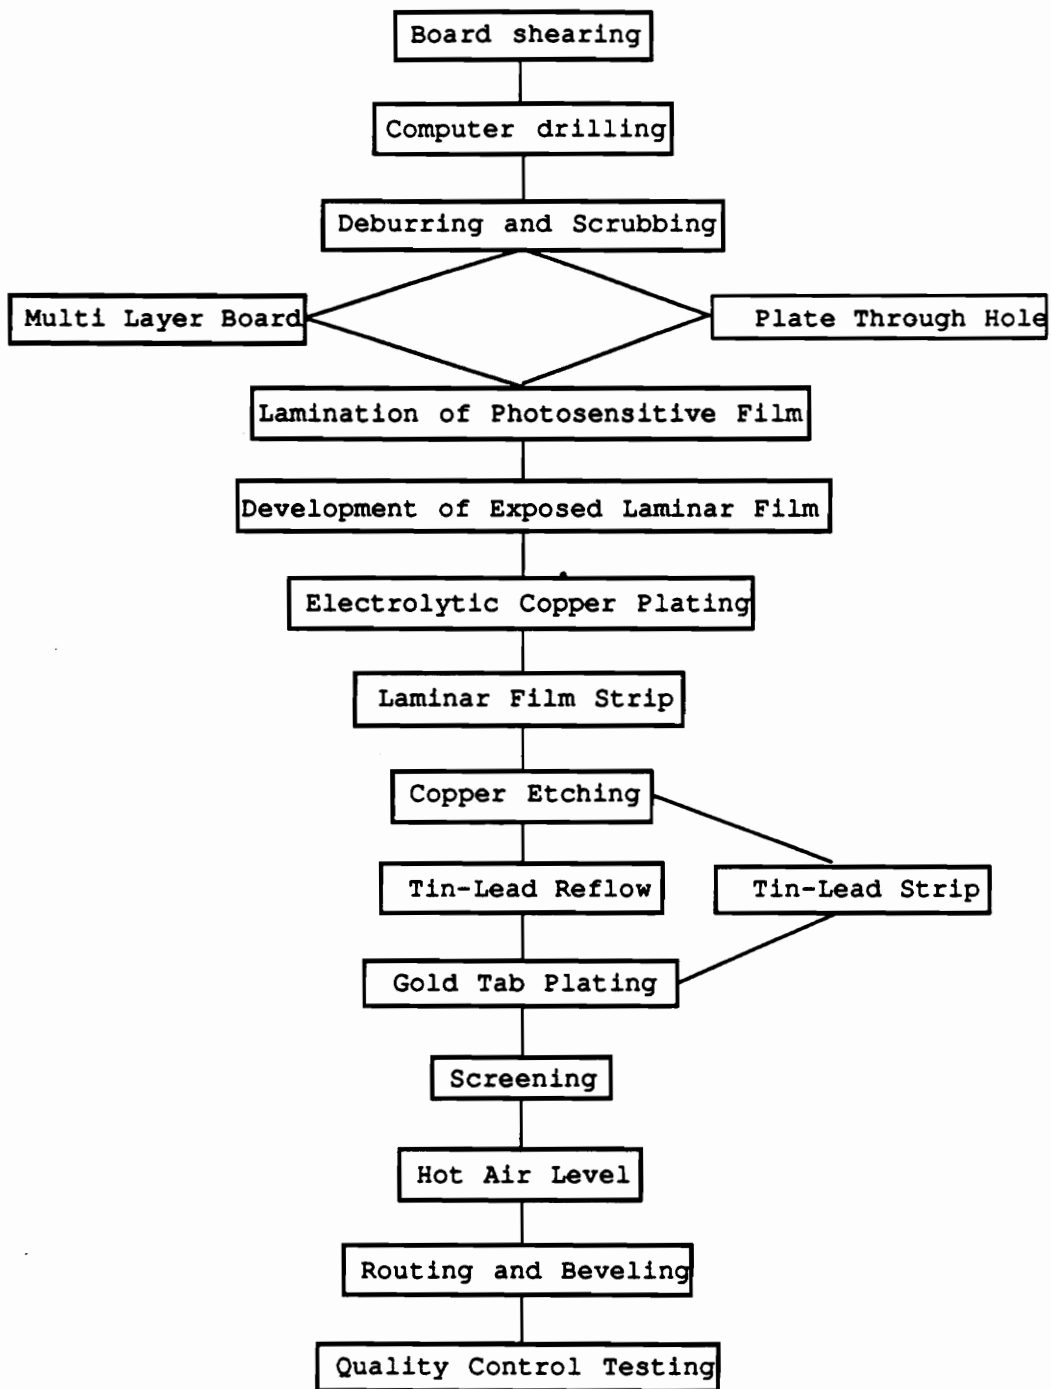 Board shearing
Computer drilling
Deburring and Scrubbing
Multi Layer Board
Plate Through Hole
Lamination of Photosensitive Film
Development of Exposed Laminar Film
Electrolytic Copper Plating
Laminar Film Strip
Copper Etching
Tin-Lead Reflow
Tin-Lead Strip
Gold Tab Plating
Screening
Hot Air Level
Routing and Beveling
Quality Control Testing